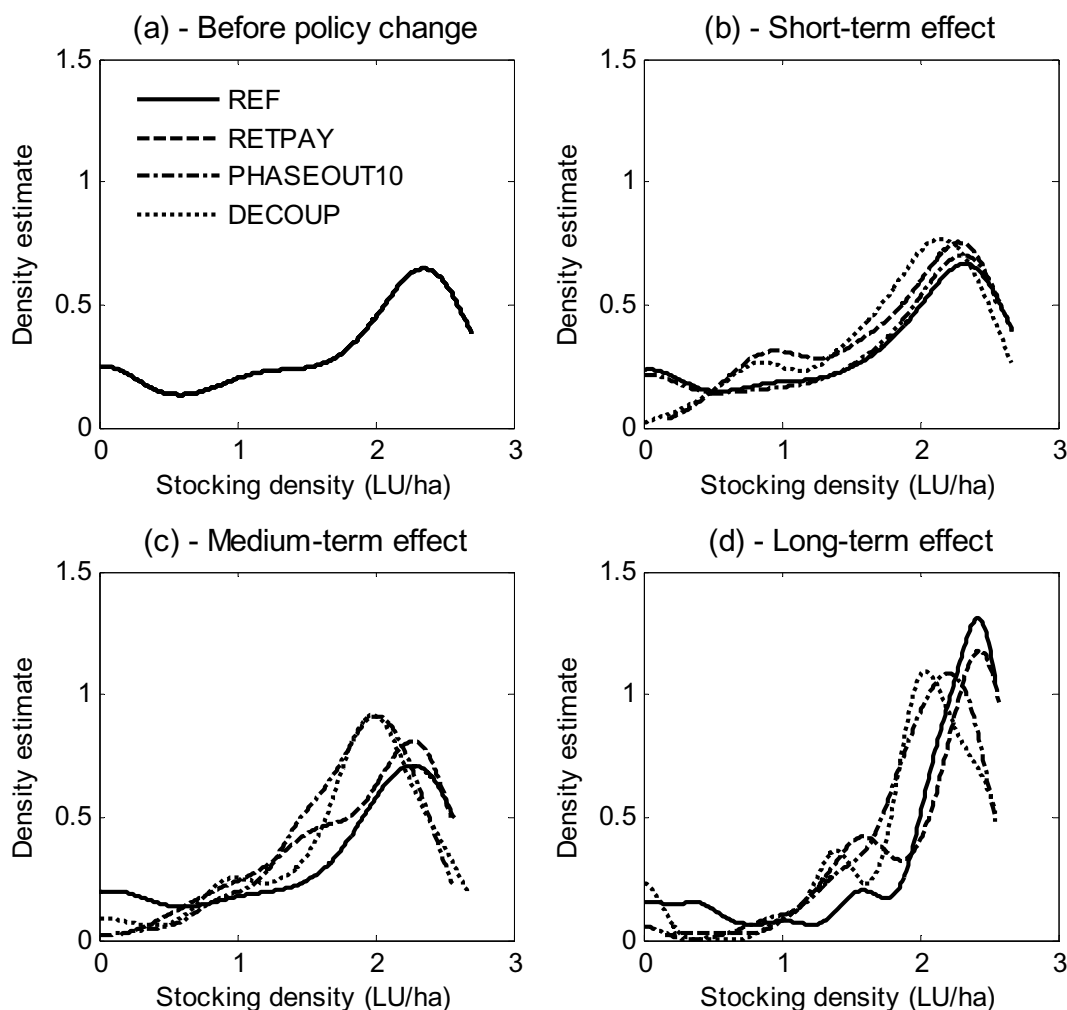 (a) - Before policy change
1.5
1
0.5
0
Density estimate
REF
RETPAY
PHASEOUT10
DECOUP
0 1 2 3
Stocking density (LU/ha)
(b) - Short-term effect
1.5
1
0.5
0
Density estimate
0 1 2 3
Stocking density (LU/ha)
(c) - Medium-term effect
1.5
1
0.5
0
Density estimate
0 1 2 3
Stocking density (LU/ha)
(d) - Long-term effect
1.5
1
0.5
0
Density estimate
0 1 2 3
Stocking density (LU/ha)